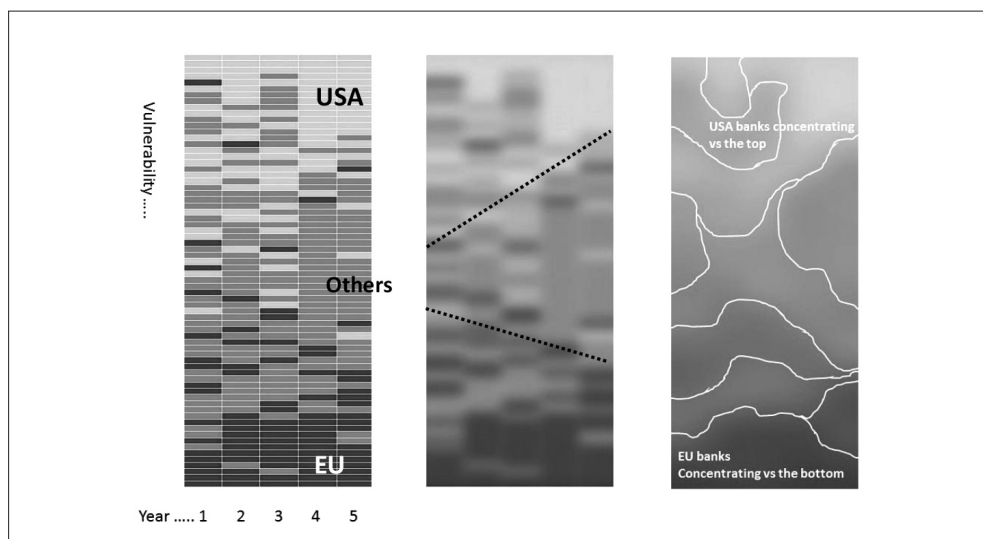 Vulnerability .....
USA
Others
EU
Year ..... 1 2 3 4 5
USA banks concentrating
vs the top
EU banks
Concentrating vs the bottom